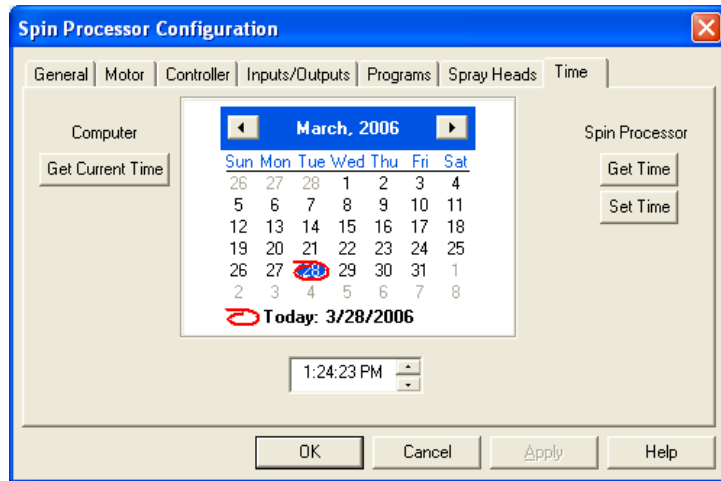 Spin Processor Configuration
General Motor Controller Inputs/Outputs Programs Spray Heads Time
Computer
Get Current Time
March, 2006
Sun Mon Tue Wed Thu Fri Sat
26 27 28 1 2 3 4
5 6 7 8 9 10 11
12 13 14 15 16 17 18
19 20 21 22 23 24 25
26 27 28 29 30 31 1
2 3 4 5 6 7 8
Today: 3/28/2006
1:24:23 PM
Spin Processor
Get Time
Set Time
OK Cancel Apply Help